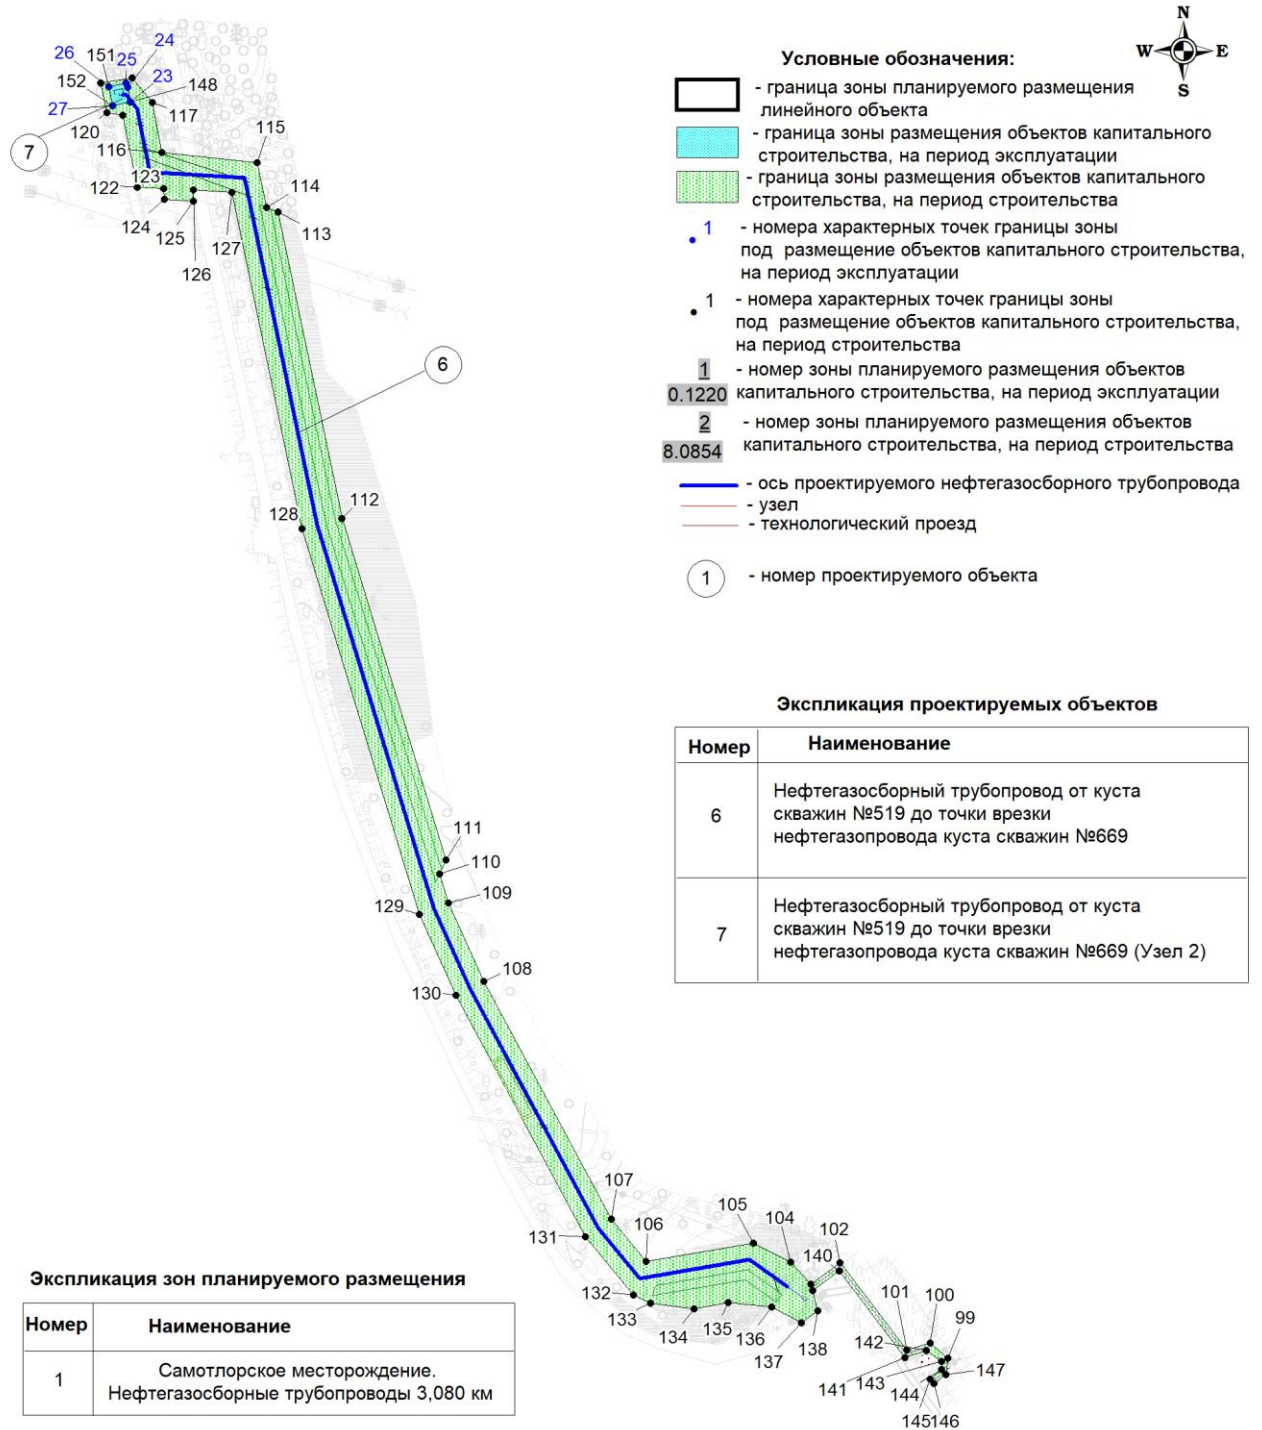 N
W
E
S
Условные обозначения:
- граница зоны планируемого размещения
линейного объекта
- граница зоны размещения объектов капитального
строительства, на период эксплуатации
- граница зоны размещения объектов капитального
строительства, на период строительства
1
- номера характерных точек границы зоны
под размещение объектов капитального строительства,
на период эксплуатации
1
- номера характерных точек границы зоны
под размещение объектов капитального строительства,
на период строительства
1
0.1220
- номер зоны планируемого размещения объектов
капитального строительства, на период эксплуатации
2
8.0854
- номер зоны планируемого размещения объектов
капитального строительства, на период строительства
- ось проектируемого нефтегазосборного трубопровода
- узел
- технологический проезд
1
- номер проектируемого объекта
24
26
151
25
152
23
148
27
117
120
7
116
115
123
122
114
124
113
125
127
126
6
112
128
111
110
109
129
108
130
107
106
105
104
102
140
131
132
133
134
135
136
137
138
101
100
99
142
141
143
144
147
145
146
Экспликация проектируемых объектов
Номер
Наименование
6
Нефтегазосборный трубопровод от куста
скважин №519 до точки врезки
нефтегазопровода куста скважин №669
7
Нефтегазосборный трубопровод от куста
скважин №519 до точки врезки
нефтегазопровода куста скважин №669 (Узел 2)
Экспликация зон планируемого размещения
Номер
Наименование
1
Самотлорское месторождение.
Нефтегазосборные трубопроводы 3,080 км